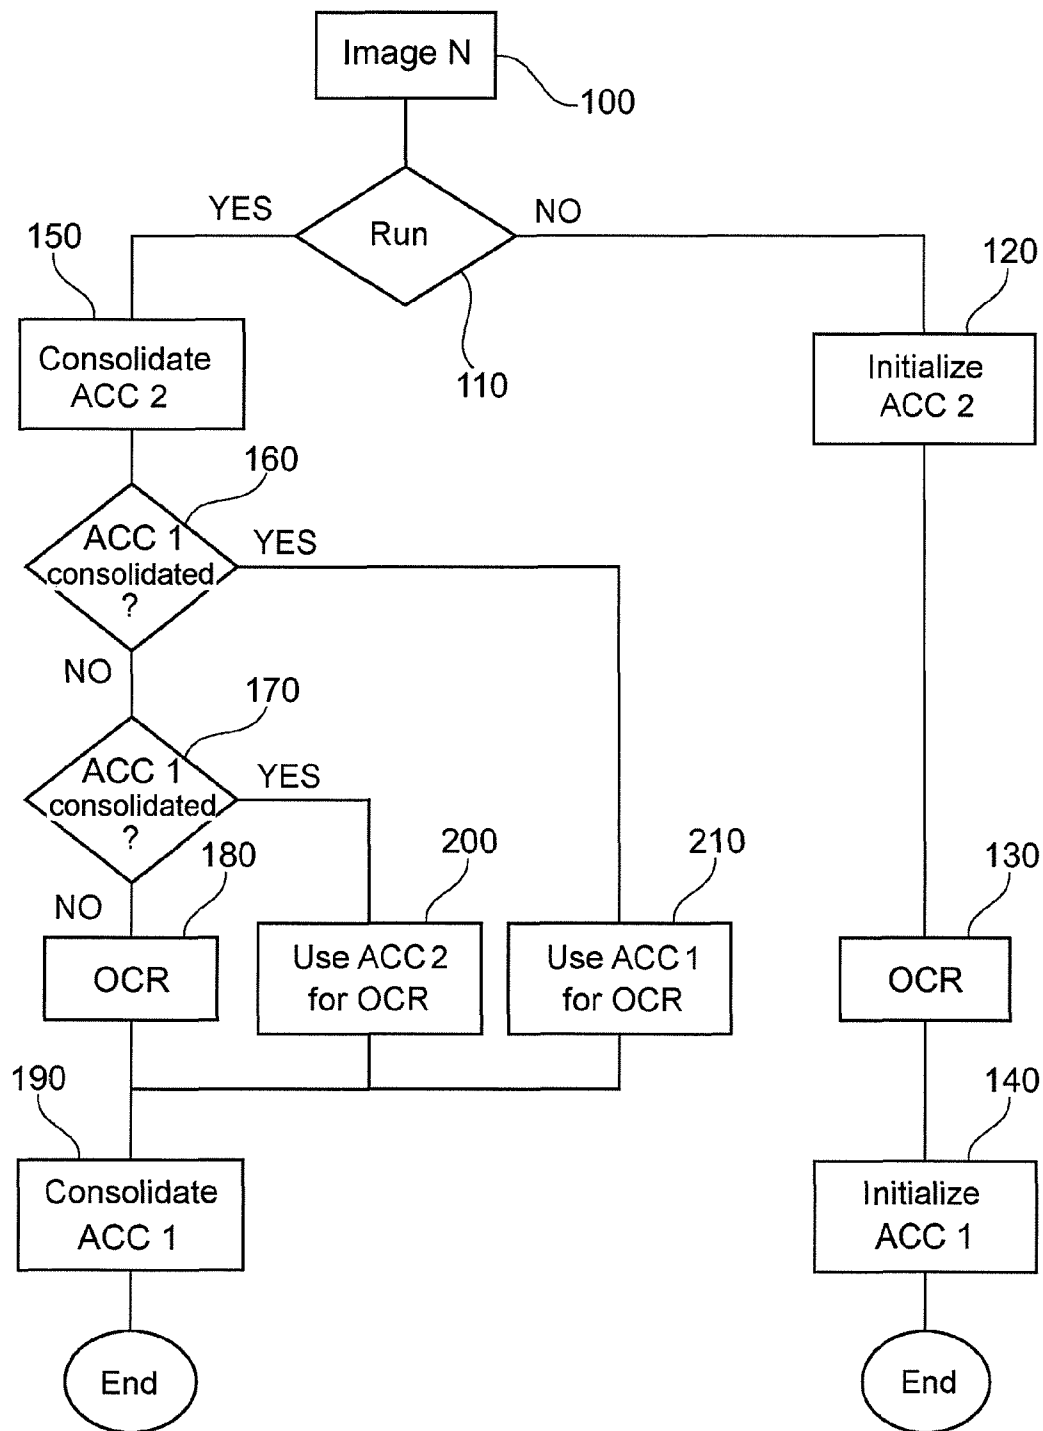 Image N
100
YES
Run
NO
150
120
110
Consolidate
ACC 2
Initialize
ACC 2
160
ACC 1
consolidated
?
YES
NO
170
ACC 1
consolidated
?
YES
NO
180
200
210
130
OCR
Use ACC 2
for OCR
Use ACC 1
for OCR
OCR
190
140
Consolidate
ACC 1
Initialize
ACC 1
End
End